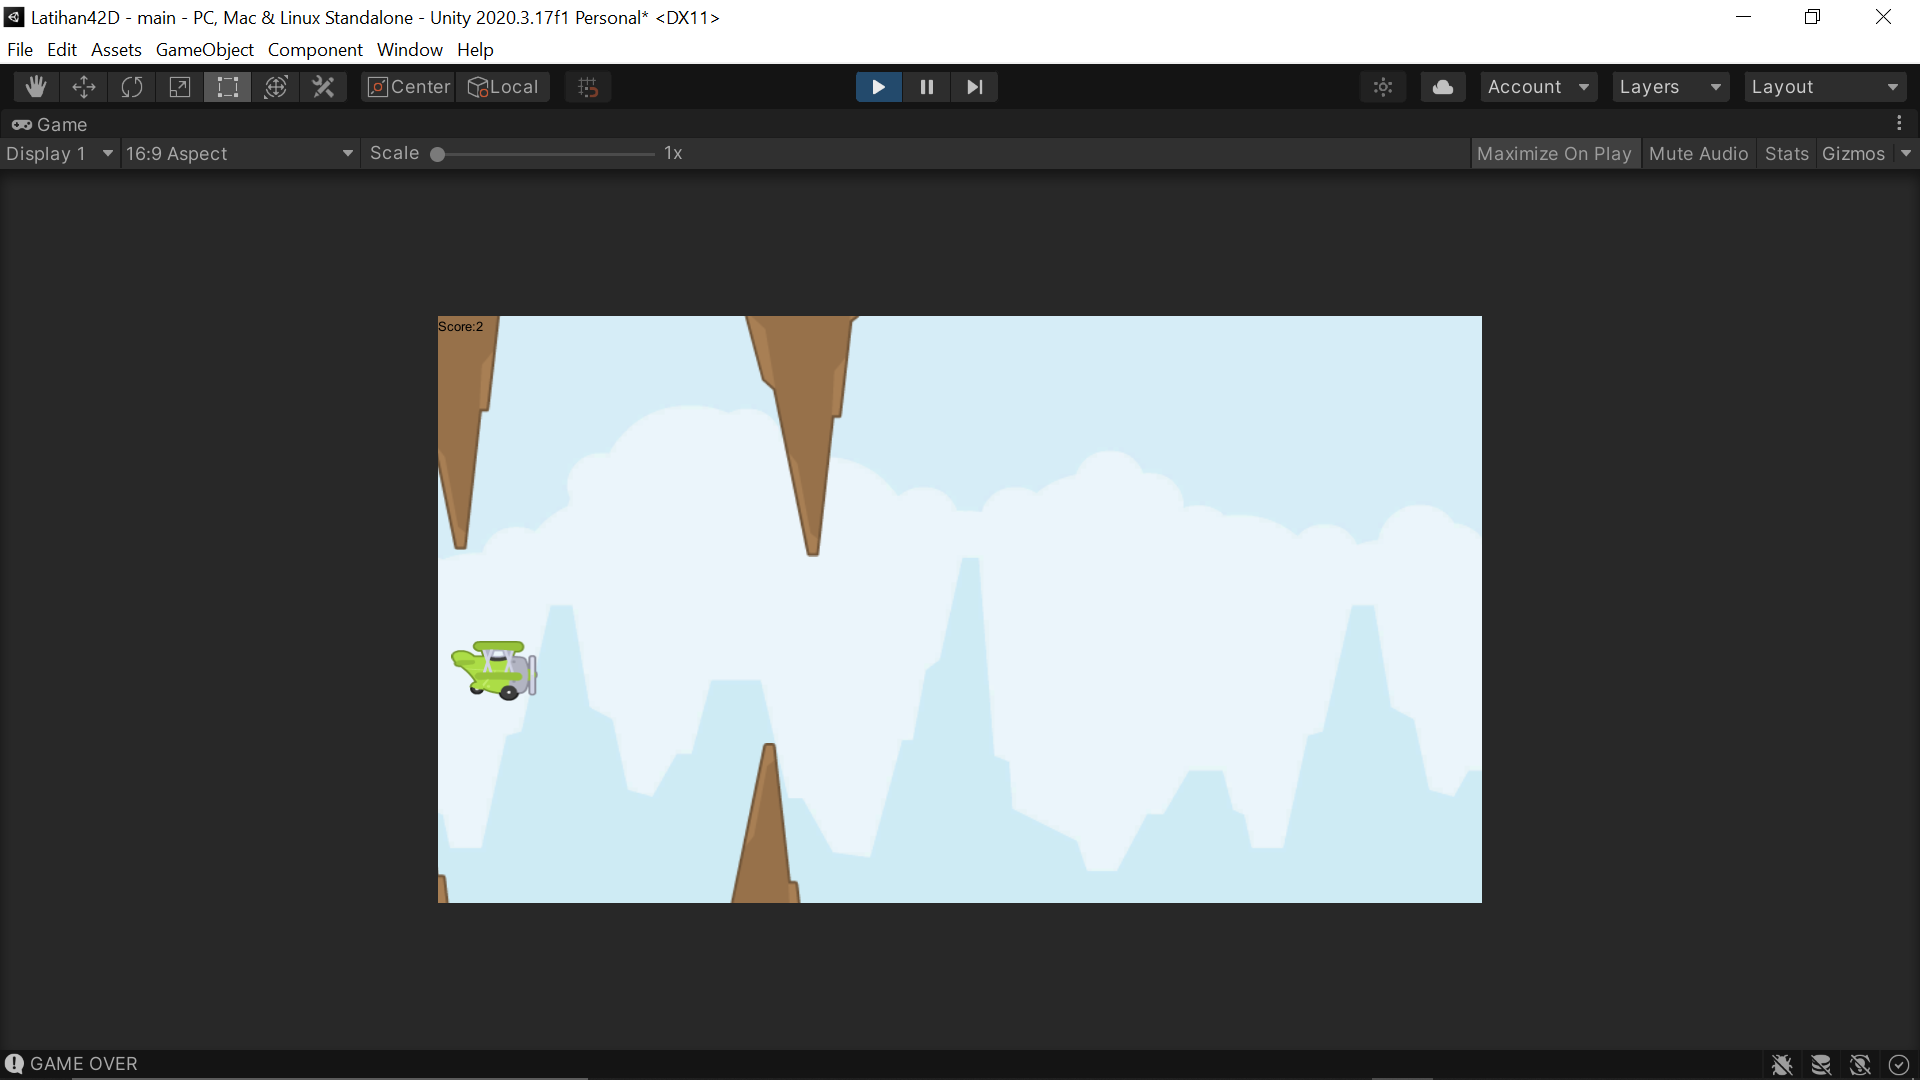 Latihan42D - main - PC, Mac & Linux Standalone - Unity 2020.3.17f1 Personal* <DX11>
File Edit Assets GameObject Component Window Help
Center Local Account Layers Layout
Game
Display 1 16:9 Aspect Scale 1x Maximize On Play Mute Audio Stats Gizmos
Score:2
GAME OVER